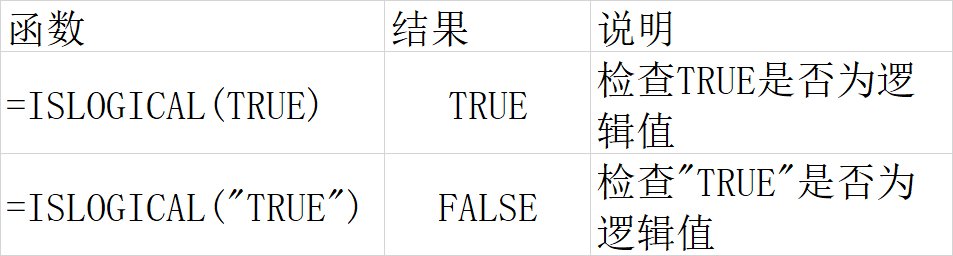 函数 结果 说明
=ISLOGICAL(TRUE) TRUE 检查TRUE是否为逻
辑值
=ISLOGICAL("TRUE") FALSE 检查"TRUE"是否为
逻辑值